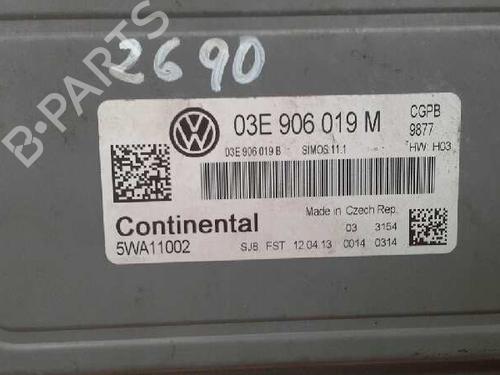 2690
B-PARTS
03E 906 019 M
CGPB
9877
03E 906 019 B SIMOS 11.1 HW: H03
Continental
Made in Czech Rep.
03 3154
5WA11002 SJB, FST 12.04.13 0014 0314